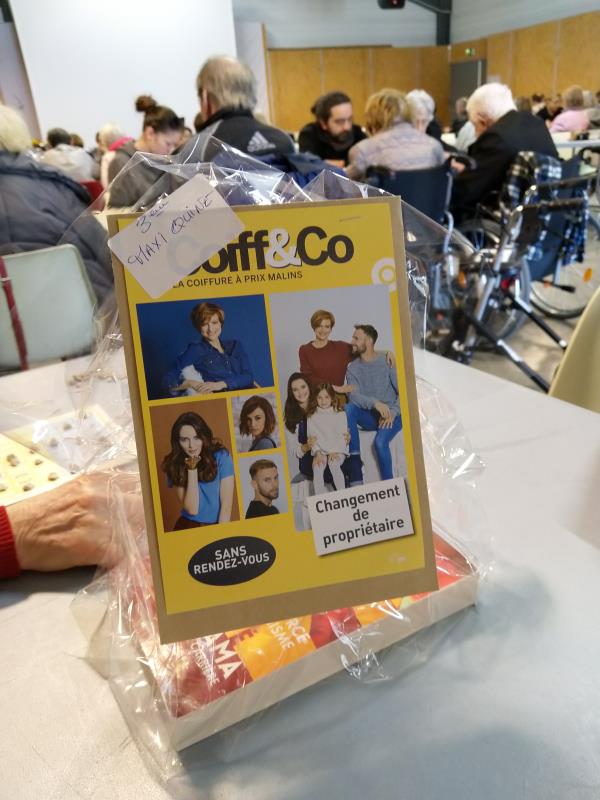 3ème
MAXI QUINE
Coiff&Co
LA COIFFURE À PRIX MALINS
Changement
de
propriétaire
SANS
RENDEZ-VOUS